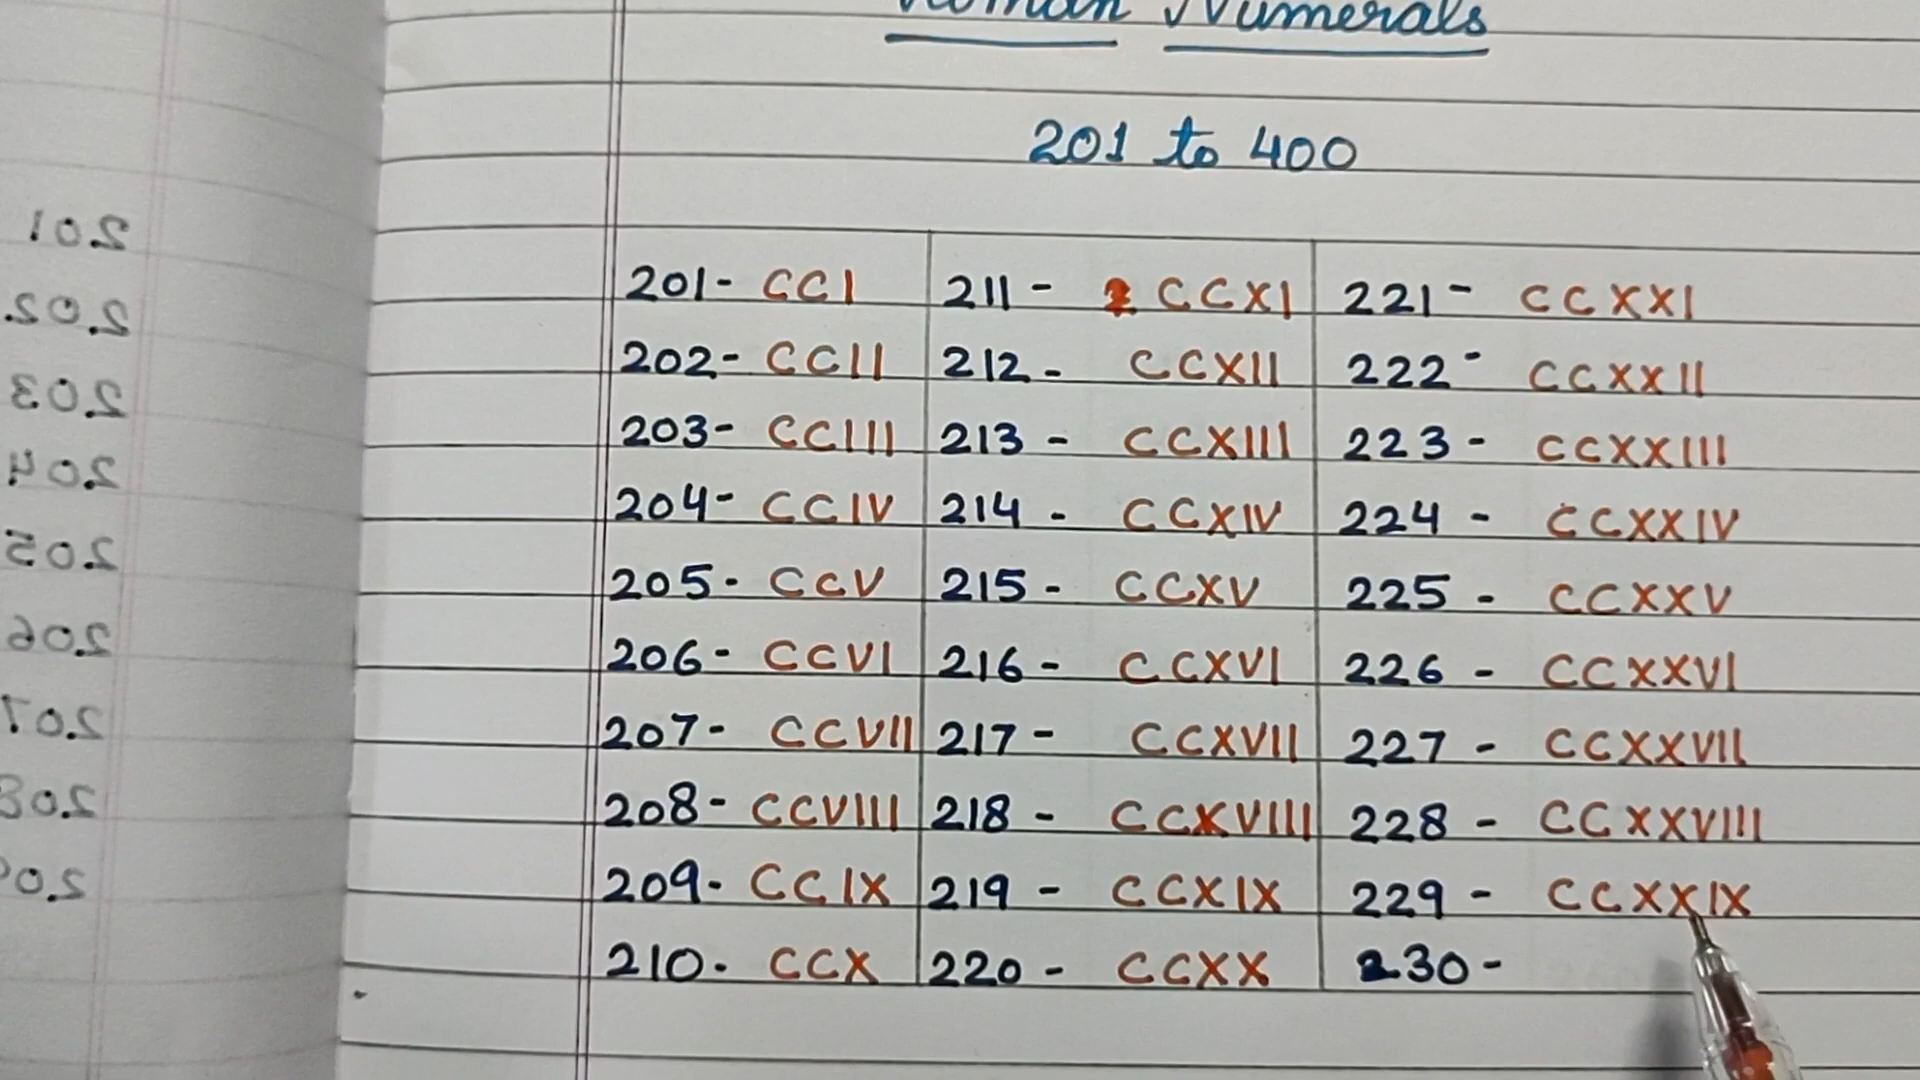 Roman Numerals
201 to 400
201- CCI 211- CCXI 221- CCXXI
202- CCII 212- CCXII 222- CCXXII
203- CCIII 213- CCXIII 223- CCXXIII
204- CCIV 214- CCXIV 224- CCXXIV
205- CCV 215- CCXV 225- CCXXV
206- CCVI 216- CCXVI 226- CCXXVI
207- CCVII 217- CCXVII 227- CCXXVII
208- CCVIII 218- CCXVIII 228- CCXXVIII
209- CCIX 219- CCXIX 229- CCXXIX
210- CCX 220- CCXX 230-